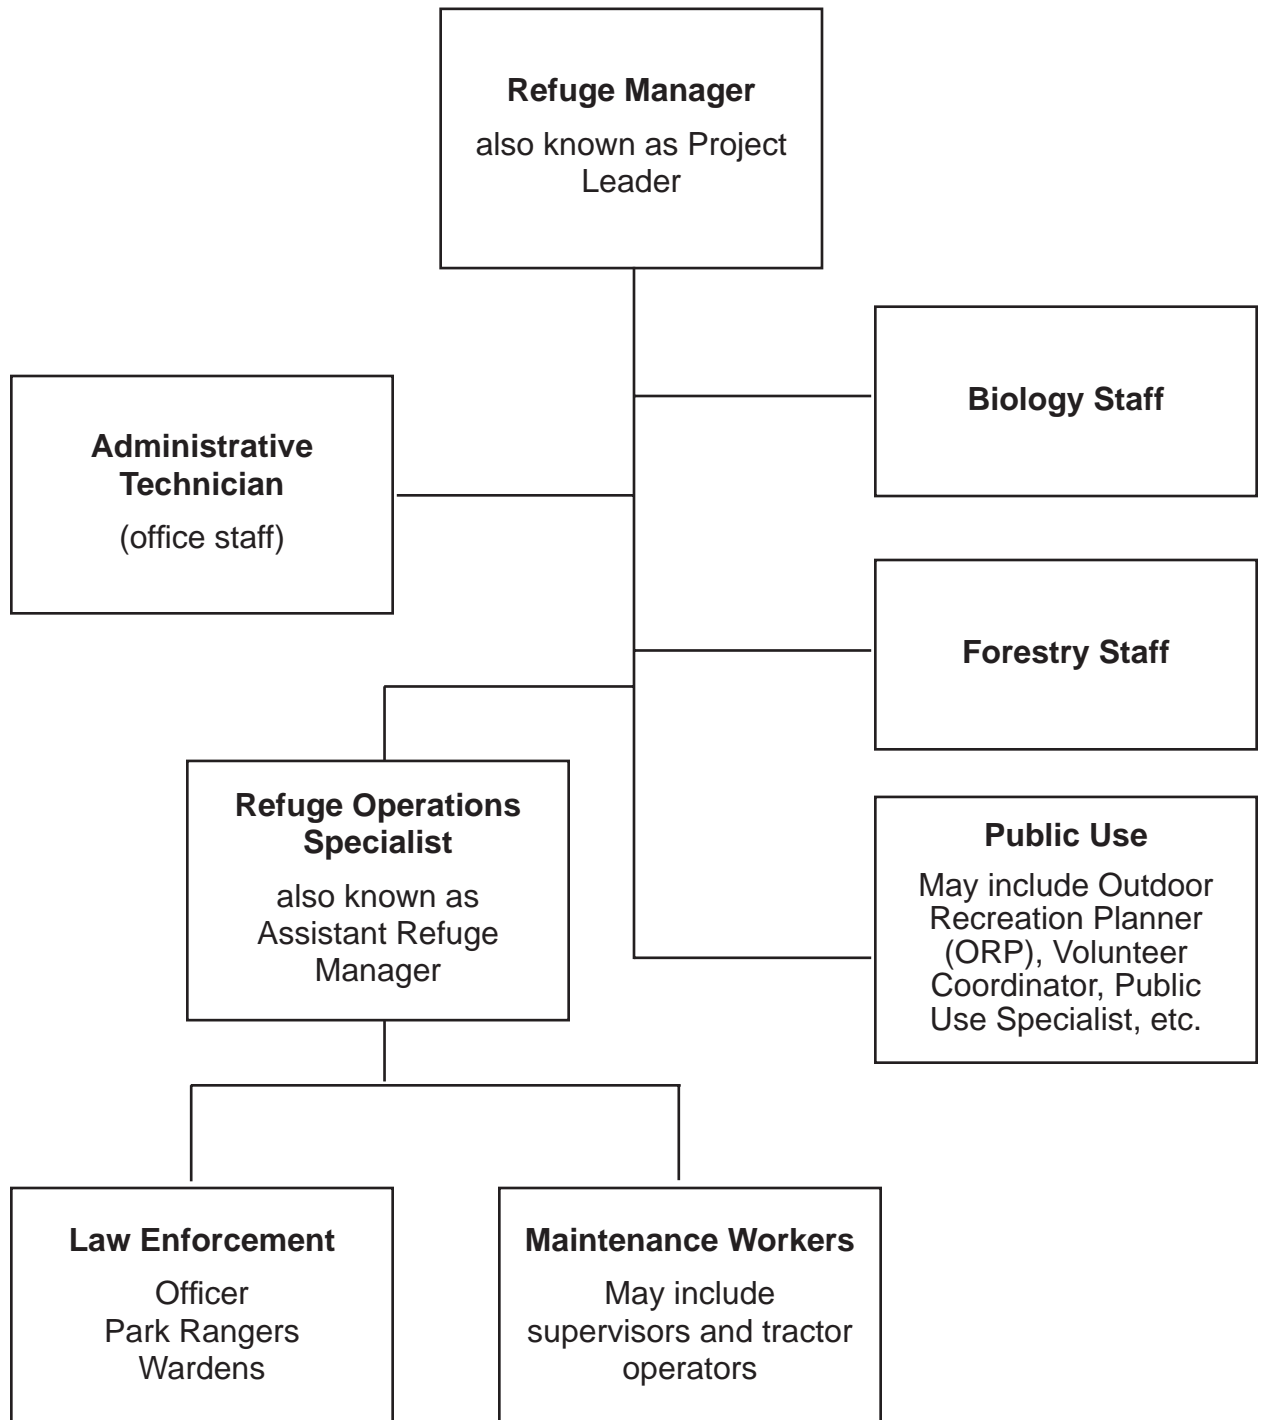 Refuge Manager
also known as Project
Leader
Biology Staff
Administrative
Technician
(office staff)
Forestry Staff
Refuge Operations
Specialist
also known as
Assistant Refuge
Manager
Public Use
May include Outdoor
Recreation Planner
(ORP), Volunteer
Coordinator, Public
Use Specialist, etc.
Law Enforcement
Officer
Park Rangers
Wardens
Maintenance Workers
May include
supervisors and tractor
operators